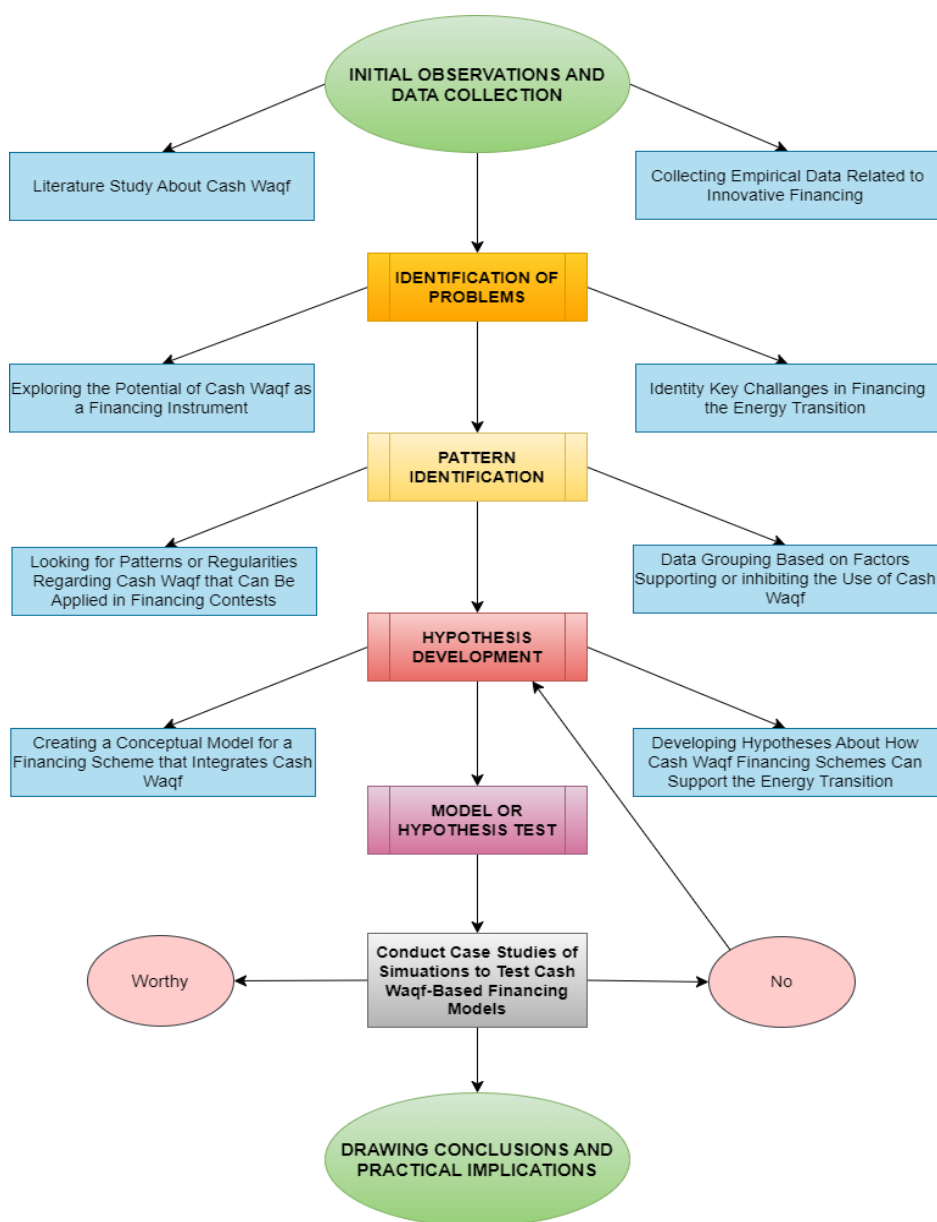 INITIAL OBSERVATIONS AND
DATA COLLECTION
Literature Study About Cash Waqf
Collecting Empirical Data Related to
Innovative Financing
IDENTIFICATION OF
PROBLEMS
Exploring the Potential of Cash Waqf as
a Financing Instrument
Identity Key Challanges in Financing
the Energy Transition
PATTERN
IDENTIFICATION
Looking for Patterns or Regularities
Regarding Cash Waqf that Can Be
Applied in Financing Contests
Data Grouping Based on Factors
Supporting or inhibiting the Use of Cash
Waqf
HYPOTHESIS
DEVELOPMENT
Creating a Conceptual Model for a
Financing Scheme that Integrates Cash
Waqf
Developing Hypotheses About How
Cash Waqf Financing Schemes Can
Support the Energy Transition
MODEL OR
HYPOTHESIS TEST
Worthy
Conduct Case Studies of
Simuations to Test Cash
Waqf-Based Financing
Models
No
DRAWING CONCLUSIONS AND
PRACTICAL IMPLICATIONS